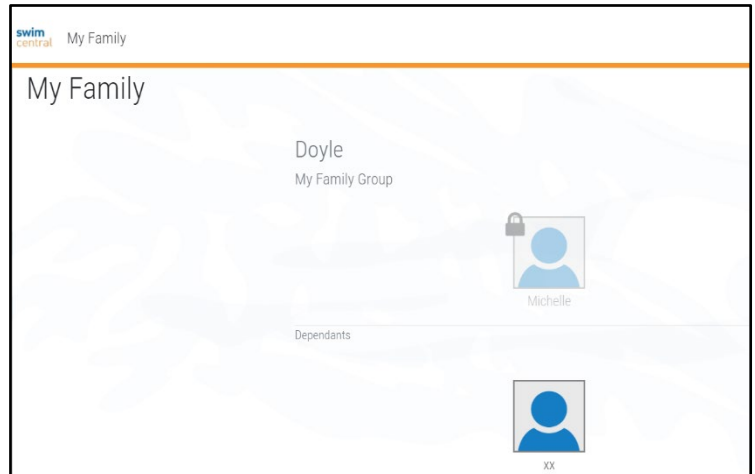 swim
central My Family
My Family
Doyle
My Family Group
Michelle
Dependants
xx